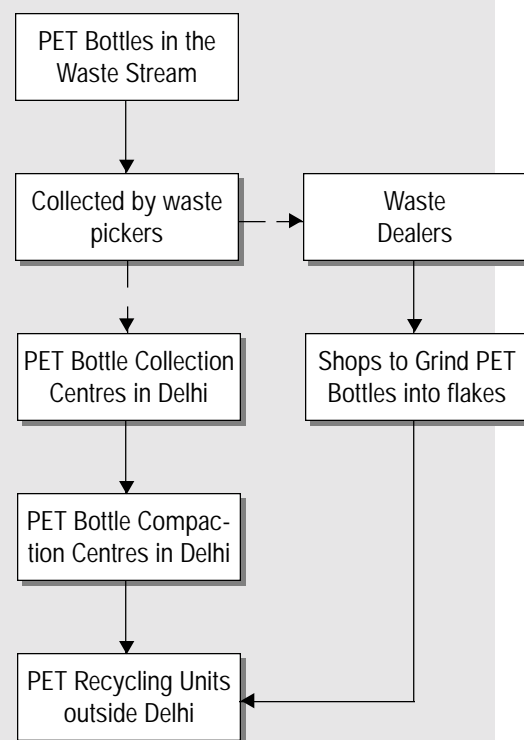 PET Bottles in the
Waste Stream
Collected by waste
pickers
Waste
Dealers
PET Bottle Collection
Centres in Delhi
Shops to Grind PET
Bottles into flakes
PET Bottle Compac-
tion Centres in Delhi
PET Recycling Units
outside Delhi